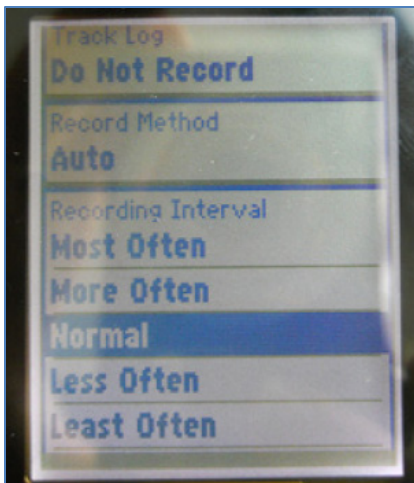 Track Log
Do Not Record
Record Method
Auto
Recording Interval
Most Often
More Often
Normal
Less Often
Least Often